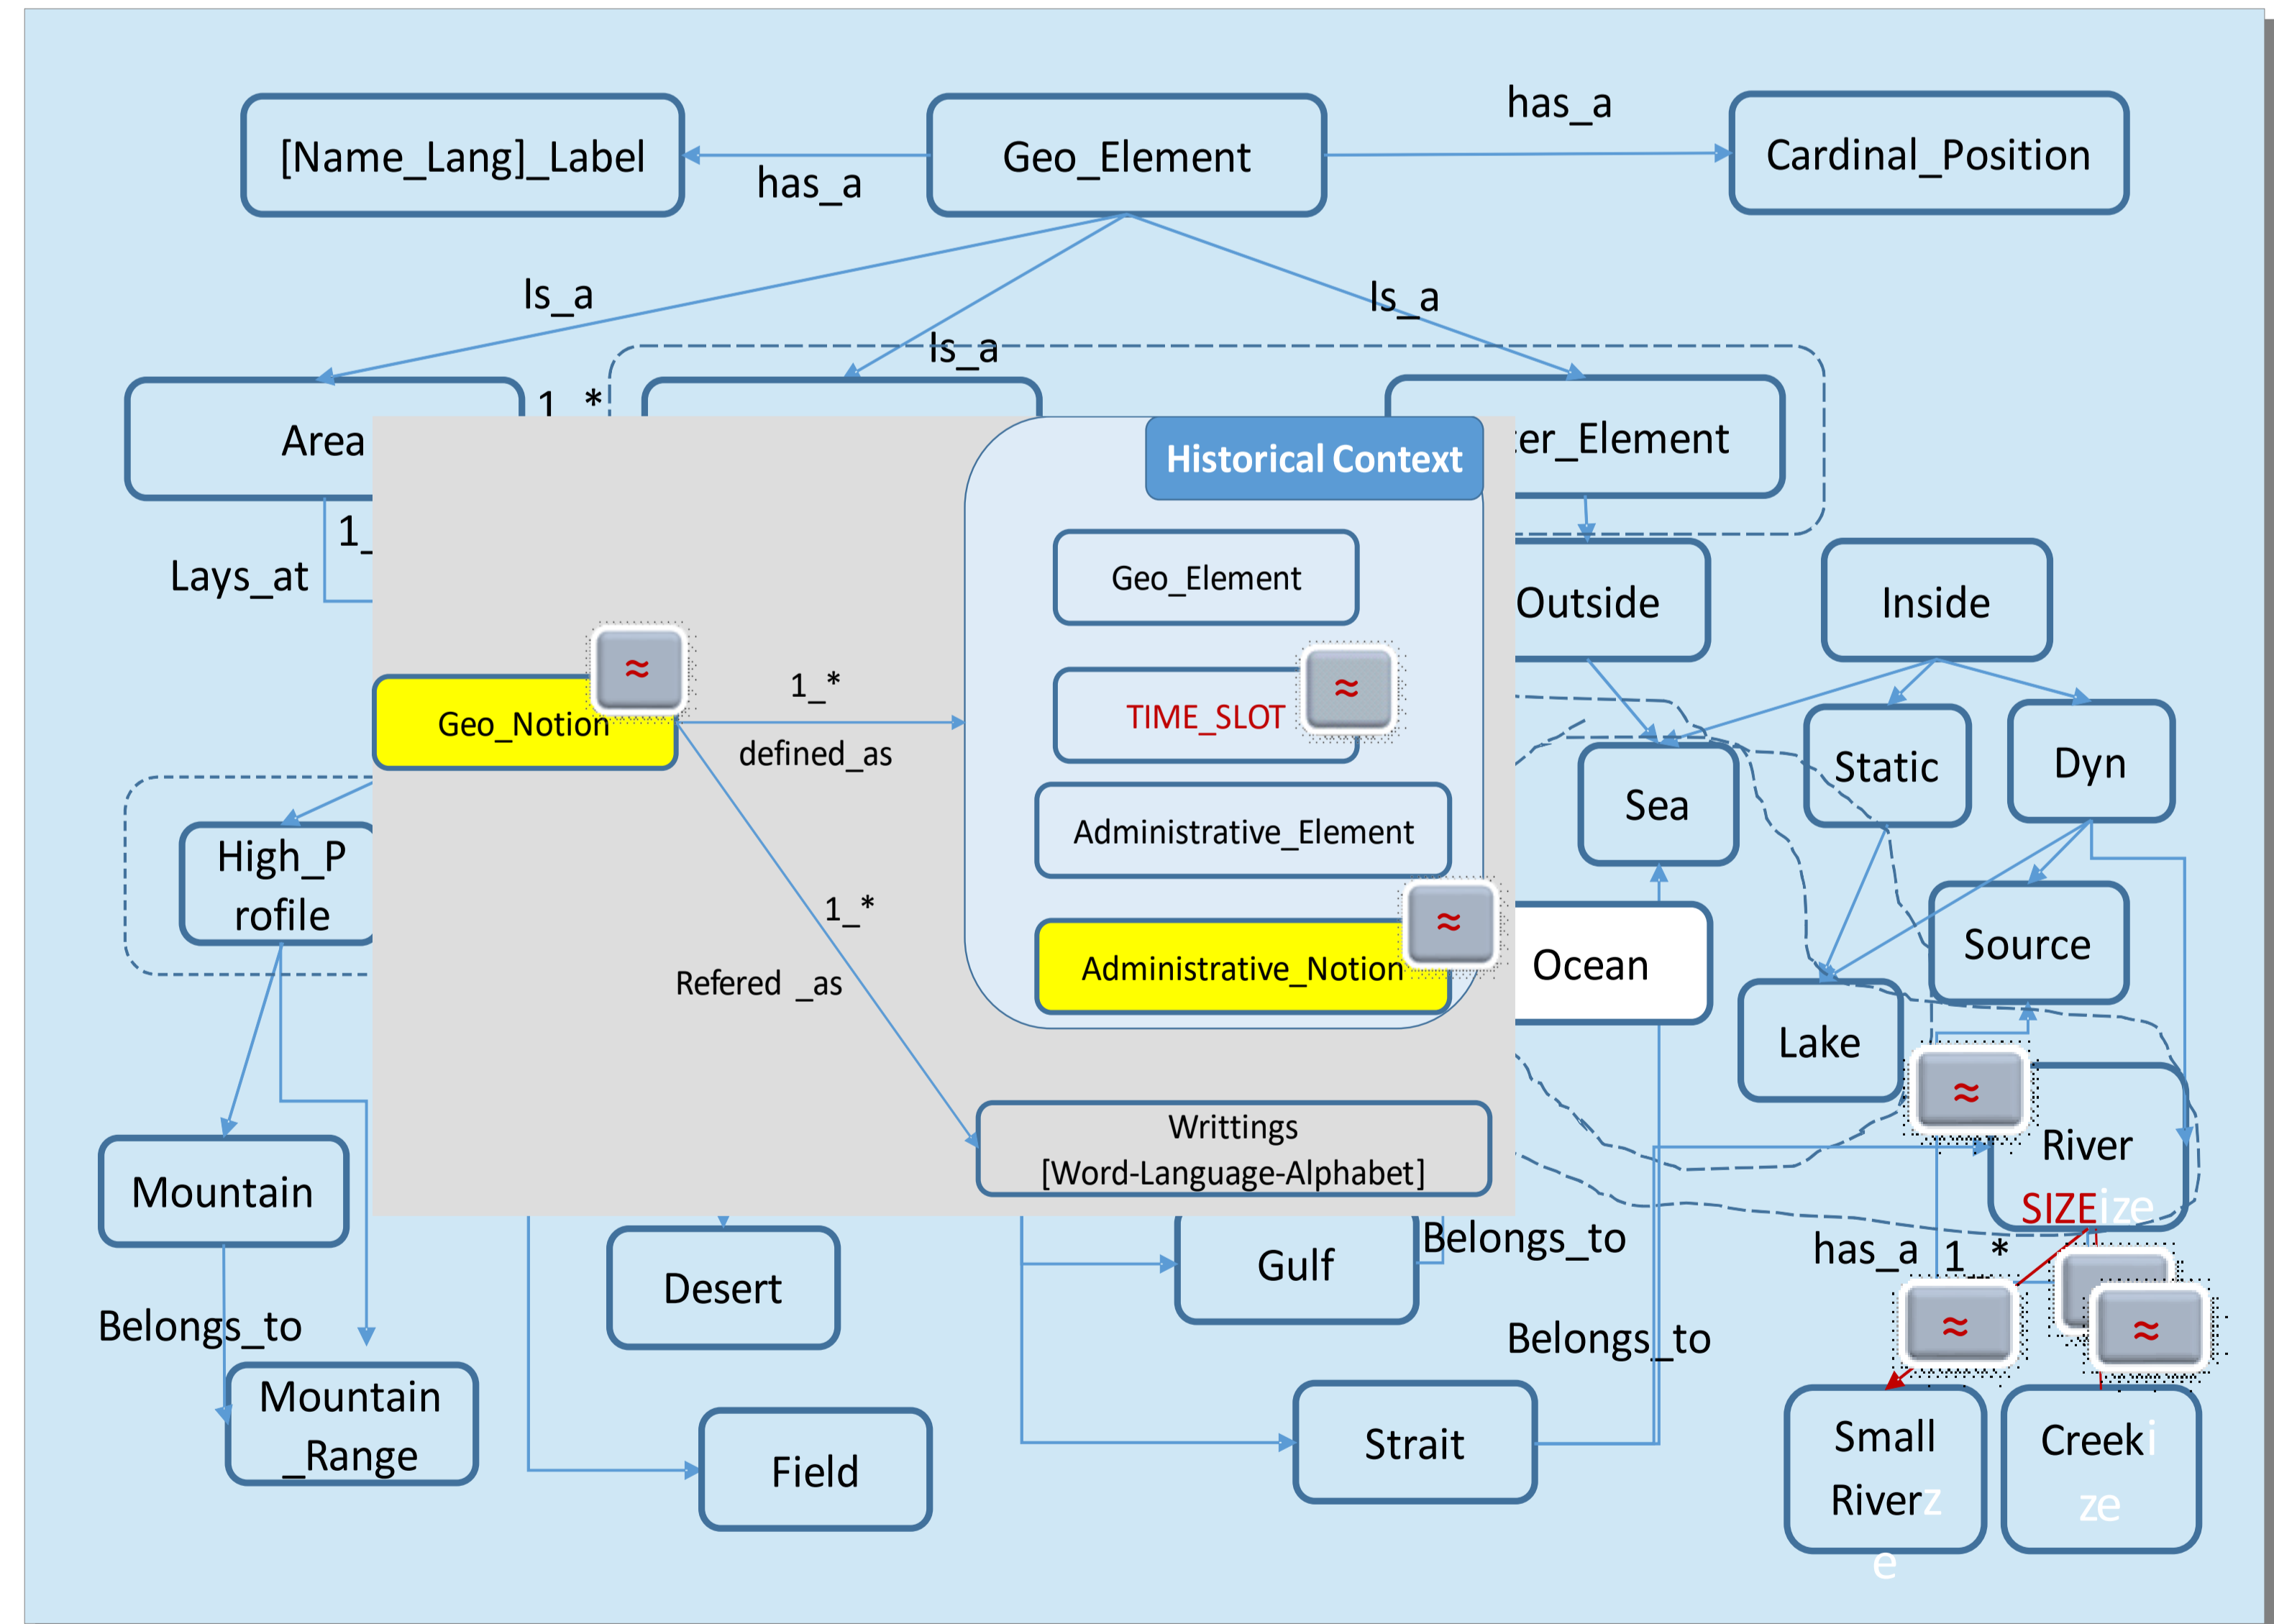 has_a
[Name_Lang]_Label
Geo_Element
Cardinal_Position
has_a
Is_a
Is_a
Is_a
1_*
Area
ter_Element
Historical Context
1_
Lays_at
Geo_Element
Outside
Inside
≈
1_*
≈
TIME_SLOT
Geo_Notion
defined_as
Static
Dyn
Sea
Administrative_Element
High_P
rofile
1_*
≈
Source
Administrative_Notion
Ocean
Refered _as
Lake
≈
Writtings
[Word-Language-Alphabet]
River
SIZEize
Mountain
Belongs_to
Gulf
has_a
1_*
Desert
Belongs_to
Belongs_to
≈
≈
Mountain
_Range
Field
Strait
Small
Riverz
e
Creeki
ze